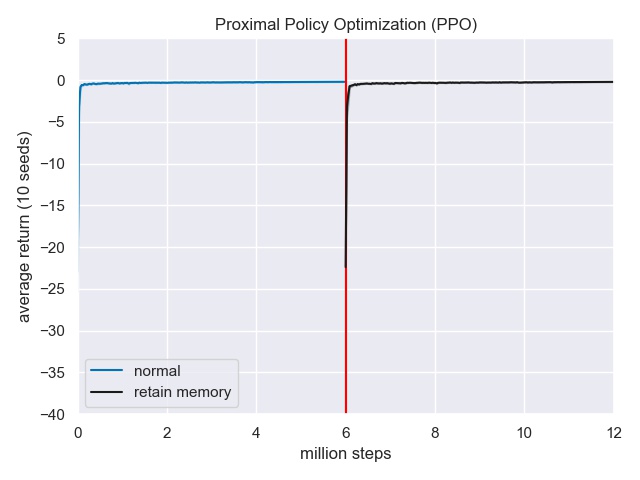 Proximal Policy Optimization (PPO)
average return (10 seeds)
5
0
−5
−10
−15
−20
−25
−30
−35
−40
normal
retain memory
0 2 4 6 8 10 12
million steps